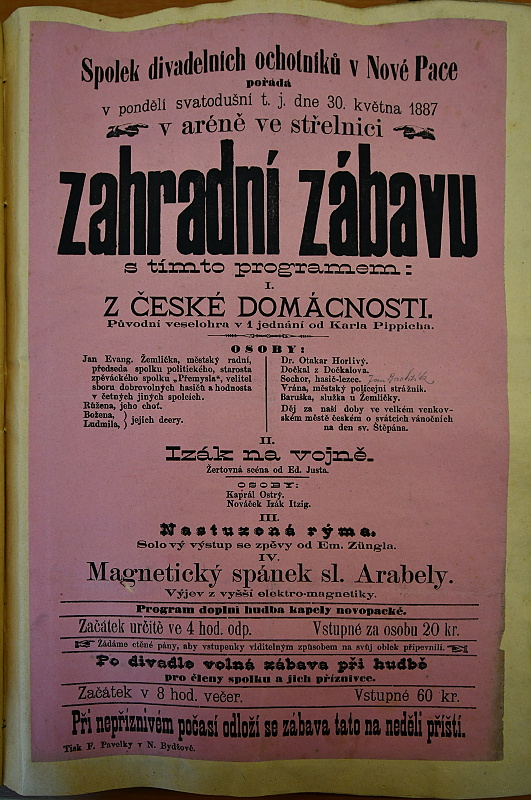 Spolek divadelních ochotníků v Nové Pace
pořádá
v pondělí svatodušní t. j. dne 30. května 1887
v aréně ve střelnici
zahradní zábavu
s tímto programem:
I.
Z ČESKÉ DOMÁCNOSTI.
Původní veselohra v 1 jednání od Karla Pippicha.
OSOBY:
Jan Evang. Žemlička, městský radní,
předseda spolku politického, starosta
zpěváckého spolku „Přemysla“, velitel
sboru dobrovolných hasičů a hodnosta
v četných jiných spolcích.
Růžena, jeho choť.
Božena,
Ludmila, } jejich dcery.
Dr. Otakar Horlivý.
Dočkal z Dočkalova.
Sochor, hasič-lezec.
Vrána, městský policejní strážník.
Baruška, služka u Žemličky.
Děj za naší doby ve velkém venkov-
ském městě českém o svátcích vánočních
na den sv. Štěpána.
II.
Izák na vojně.
Žertovná scéna od Ed. Justa.
OSOBY:
Kaprál Ostrý.
Nováček Izák Itzig.
III.
Nastuzená rýma.
Solový výstup se zpěvy od Em. Züngla.
IV.
Magnetický spánek sl. Arabely.
Výjev z vyšší elektro-magnetiky.
Program doplní hudba kapely novopacké.
Začátek určitě ve 4 hod. odp. Vstupné za osobu 20 kr.
Žádáme ctěné pány, aby vstupenky viditelným způsobem na svůj oblek připevnili.
Po divadle volná zábava při hudbě
pro členy spolku a jich příznivce.
Začátek v 8 hod. večer. Vstupné 60 kr.
Při nepříznivém počasí odloží se zábava tato na neděli příští.
Tisk F. Pavelky v N. Bydžově.